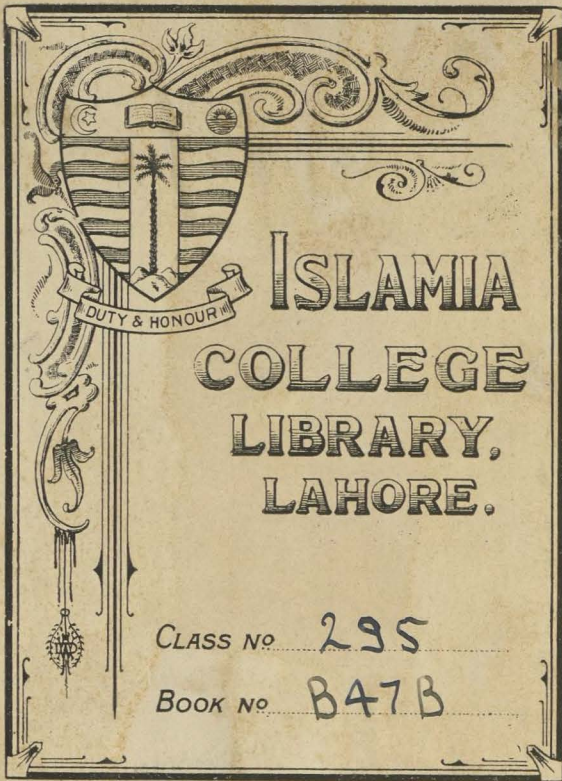 DUTY & HONOUR
ISLAMIA
COLLEGE
LIBRARY,
LAHORE.
CLASS NO 295
BOOK NO B47B